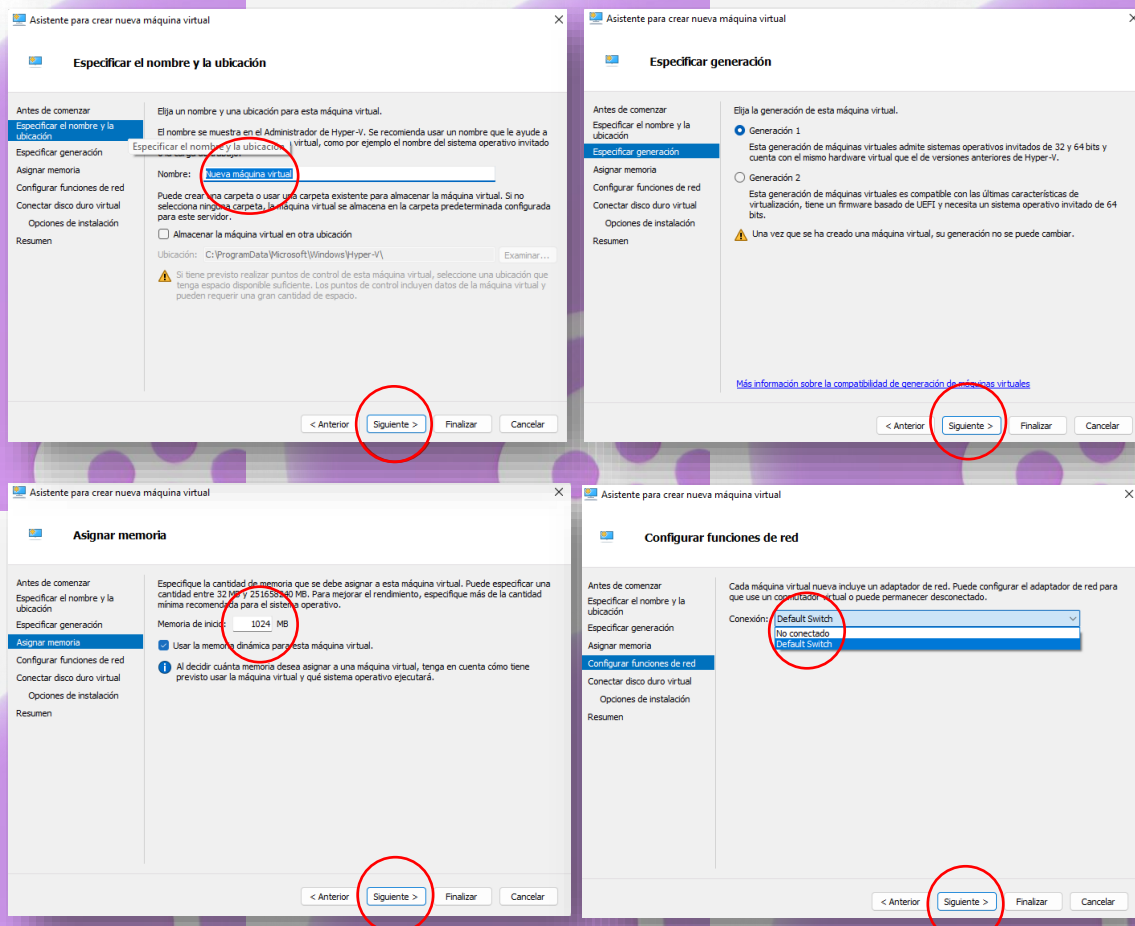 Asistente para crear nueva máquina virtual
Especificar el nombre y la ubicación
Antes de comenzar
Especificar el nombre y la
ubicación
Especificar generación
Asignar memoria
Configurar funciones de red
Conectar disco duro virtual
Opciones de instalación
Resumen
Elija un nombre y una ubicación para esta máquina virtual.
El nombre se muestra en el Administrador de Hyper-V. Se recomienda usar un nombre que le ayude a
virtual, como por ejemplo el nombre del sistema operativo invitado
Especificar el nombre y la ubicación
Nombre: Nueva máquina virtual
Puede crear una carpeta o usar una carpeta existente para almacenar la máquina virtual. Si no
selecciona ninguna carpeta, la máquina virtual se almacena en la carpeta predeterminada configurada
para este servidor.
Almacenar la máquina virtual en otra ubicación
Ubicación: C:\ProgramData\Microsoft\Windows\Hyper-V\ Examinar...
Si tiene previsto realizar puntos de control de esta máquina virtual, seleccione una ubicación que
tenga espacio disponible suficiente. Los puntos de control incluyen datos de la máquina virtual y
pueden requerir una gran cantidad de espacio.
< Anterior Siguiente > Finalizar Cancelar
Asistente para crear nueva máquina virtual
Especificar generación
Antes de comenzar
Especificar el nombre y la
ubicación
Especificar generación
Asignar memoria
Configurar funciones de red
Conectar disco duro virtual
Opciones de instalación
Resumen
Elija la generación de esta máquina virtual.
Generación 1
Esta generación de máquinas virtuales admite sistemas operativos invitados de 32 y 64 bits y
cuenta con el mismo hardware virtual que el de versiones anteriores de Hyper-V.
Generación 2
Esta generación de máquinas virtuales es compatible con las últimas características de
virtualización, tiene un firmware basado de UEFI y necesita un sistema operativo invitado de 64
bits.
Una vez que se ha creado una máquina virtual, su generación no se puede cambiar.
Más información sobre la compatibilidad de generación de máquinas virtuales
< Anterior Siguiente > Finalizar Cancelar
Asistente para crear nueva máquina virtual
Asignar memoria
Antes de comenzar
Especificar el nombre y la
ubicación
Especificar generación
Asignar memoria
Configurar funciones de red
Conectar disco duro virtual
Opciones de instalación
Resumen
Especifique la cantidad de memoria que se debe asignar a esta máquina virtual. Puede especificar una
cantidad entre 32 MB y 251658240 MB. Para mejorar el rendimiento, especifique más de la cantidad
mínima recomendada para el sistema operativo.
Memoria de inicio: 1024 MB
Usar la memoria dinámica para esta máquina virtual.
Al decidir cuánta memoria desea asignar a una máquina virtual, tenga en cuenta cómo tiene
previsto usar la máquina virtual y qué sistema operativo ejecutará.
< Anterior Siguiente > Finalizar Cancelar
Asistente para crear nueva máquina virtual
Configurar funciones de red
Antes de comenzar
Especificar el nombre y la
ubicación
Especificar generación
Asignar memoria
Configurar funciones de red
Conectar disco duro virtual
Opciones de instalación
Resumen
Cada máquina virtual nueva incluye un adaptador de red. Puede configurar el adaptador de red para
que use un conmutador virtual o puede permanecer desconectado.
Conexión: Default Switch
No conectado
Default Switch
< Anterior Siguiente > Finalizar Cancelar